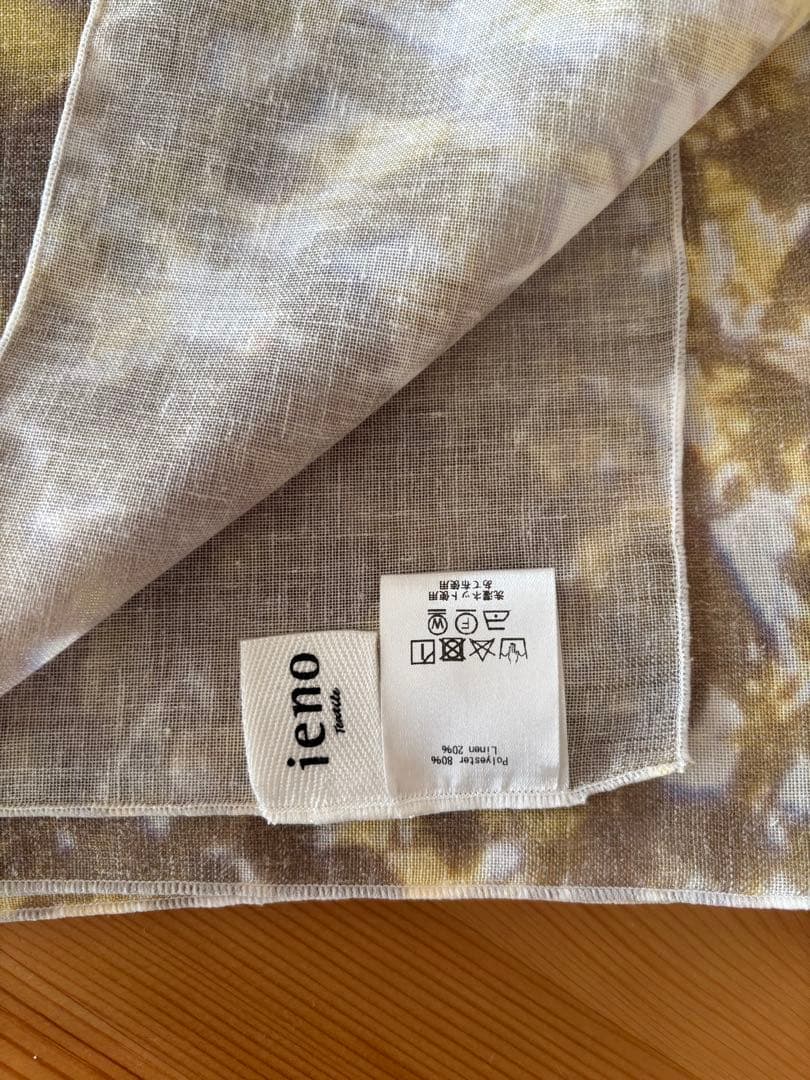 ieno
Textile
Polyester 80%
Linen 20%
W
F
洗濯ネット使用
あて布使用